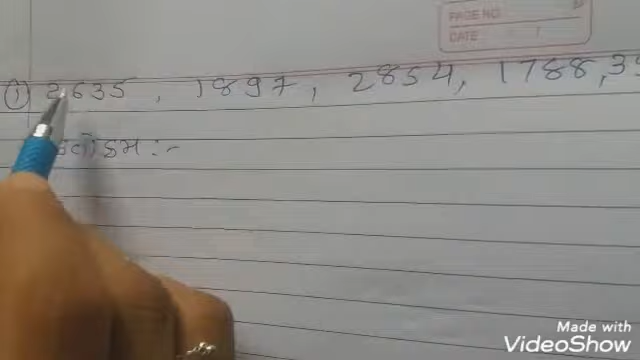 PAGE NO.
DATE
① 2635, 1897, 2854, 1788, 3
Made with
VideoShow